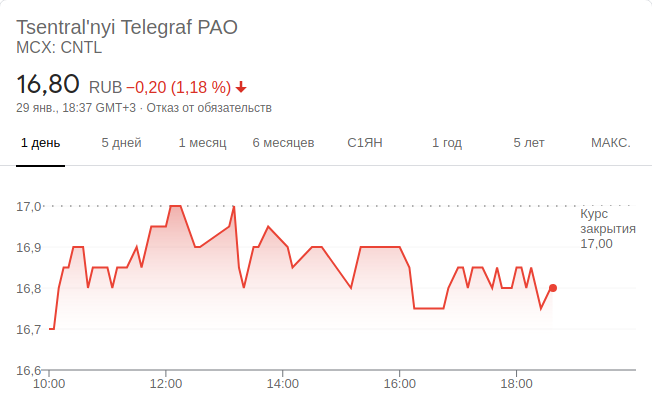 Tsentral'nyi Telegraf PAO
MCX: CNTL
16,80 RUB −0,20 (1,18 %)
29 янв., 18:37 GMT+3 · Отказ от обязательств
1 день 5 дней 1 месяц 6 месяцев С1ЯН 1 год 5 лет МАКС.
17,0
Курс
закрытия
17,00
16,9
16,8
16,7
16,6
10:00 12:00 14:00 16:00 18:00